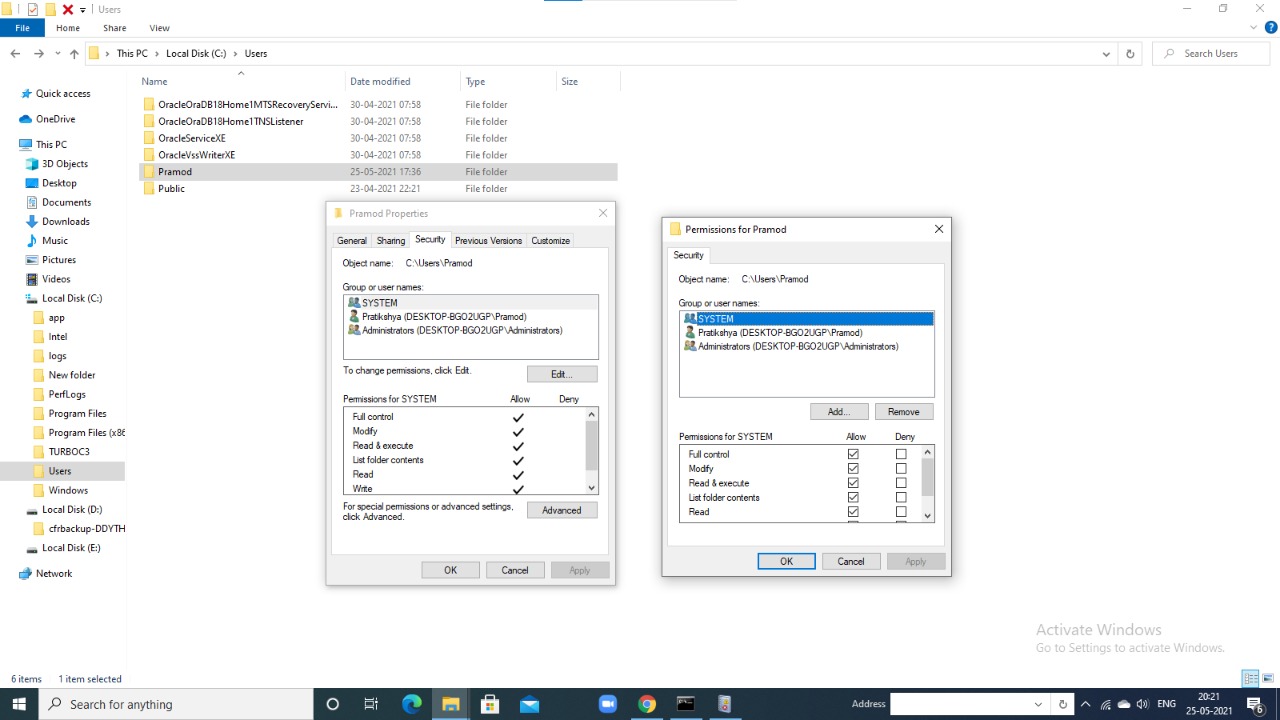 Users
File Home Share View
This PC Local Disk (C:) Users
Search Users
Name Date modified Type Size
OracleOraDB18Home1MTSRecoveryServi... 30-04-2021 07:58 File folder
OracleOraDB18Home1TNSListener 30-04-2021 07:58 File folder
OracleServiceXE 30-04-2021 07:58 File folder
OracleVssWriterXE 30-04-2021 07:58 File folder
Pramod 25-05-2021 17:36 File folder
Public 23-04-2021 22:21 File folder
Quick access
OneDrive
This PC
3D Objects
Desktop
Documents
Downloads
Music
Pictures
Videos
Local Disk (C:)
app
Intel
logs
New folder
PerfLogs
Program Files
Program Files (x86
TURBOC3
Users
Windows
Local Disk (D:)
cfrbackup-DDYTH
Local Disk (E:)
Network
Pramod Properties
General Sharing Security Previous Versions Customize
Object name: C:\Users\Pramod
Group or user names:
SYSTEM
Pratikshya (DESKTOP-BGO2UGP\Pramod)
Administrators (DESKTOP-BGO2UGP\Administrators)
To change permissions, click Edit.
Edit...
Permissions for SYSTEM Allow Deny
Full control
Modify
Read & execute
List folder contents
Read
Write
For special permissions or advanced settings,
click Advanced.
Advanced
OK Cancel Apply
Permissions for Pramod
Security
Object name: C:\Users\Pramod
Group or user names:
SYSTEM
Pratikshya (DESKTOP-BGO2UGP\Pramod)
Administrators (DESKTOP-BGO2UGP\Administrators)
Add... Remove
Permissions for SYSTEM Allow Deny
Full control
Modify
Read & execute
List folder contents
Read
OK Cancel Apply
Activate Windows
Go to Settings to activate Windows.
6 items 1 item selected
Search for anything
Address
ENG
20:21
25-05-2021
6